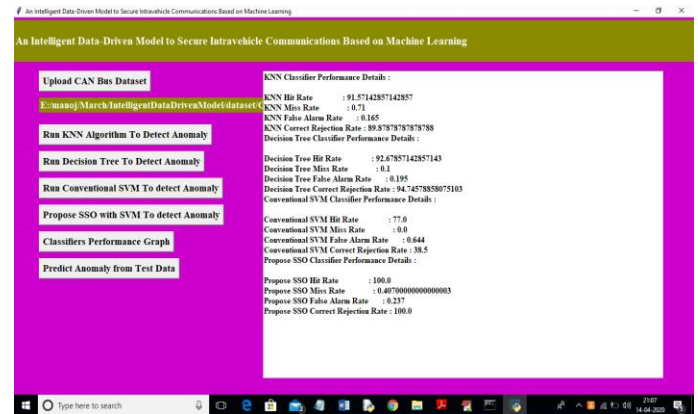 An Intelligent Data-Driven Model to Secure Intravehicle Communications Based on Machine Learning
An Intelligent Data-Driven Model to Secure Intravehicle Communications Based on Machine Learning
Upload CAN Bus Dataset
E:/manoj/March/IntelligentDataDrivenModel/dataset/C
Run KNN Algorithm To Detect Anomaly
Run Decision Tree To Detect Anomaly
Run Conventional SVM To detect Anomaly
Propose SSO with SVM To detect Anomaly
Classifiers Performance Graph
Predict Anomaly from Test Data
KNN Classifier Performance Details :
KNN Hit Rate : 91.57142857142857
KNN Miss Rate : 0.71
KNN False Alarm Rate : 0.165
KNN Correct Rejection Rate : 89.87878787878788
Decision Tree Classifier Performance Details :
Decision Tree Hit Rate : 92.67857142857143
Decision Tree Miss Rate : 0.1
Decision Tree False Alarm Rate : 0.195
Decision Tree Correct Rejection Rate : 94.74578858075103
Conventional SVM Classifier Performance Details :
Conventional SVM Hit Rate : 77.0
Conventional SVM Miss Rate : 0.0
Conventional SVM False Alarm Rate : 0.644
Conventional SVM Correct Rejection Rate : 38.5
Propose SSO Classifier Performance Details :
Propose SSO Hit Rate : 100.0
Propose SSO Miss Rate : 0.40700000000000003
Propose SSO False Alarm Rate : 0.237
Propose SSO Correct Rejection Rate : 100.0
Type here to search
21:07
14-04-2020